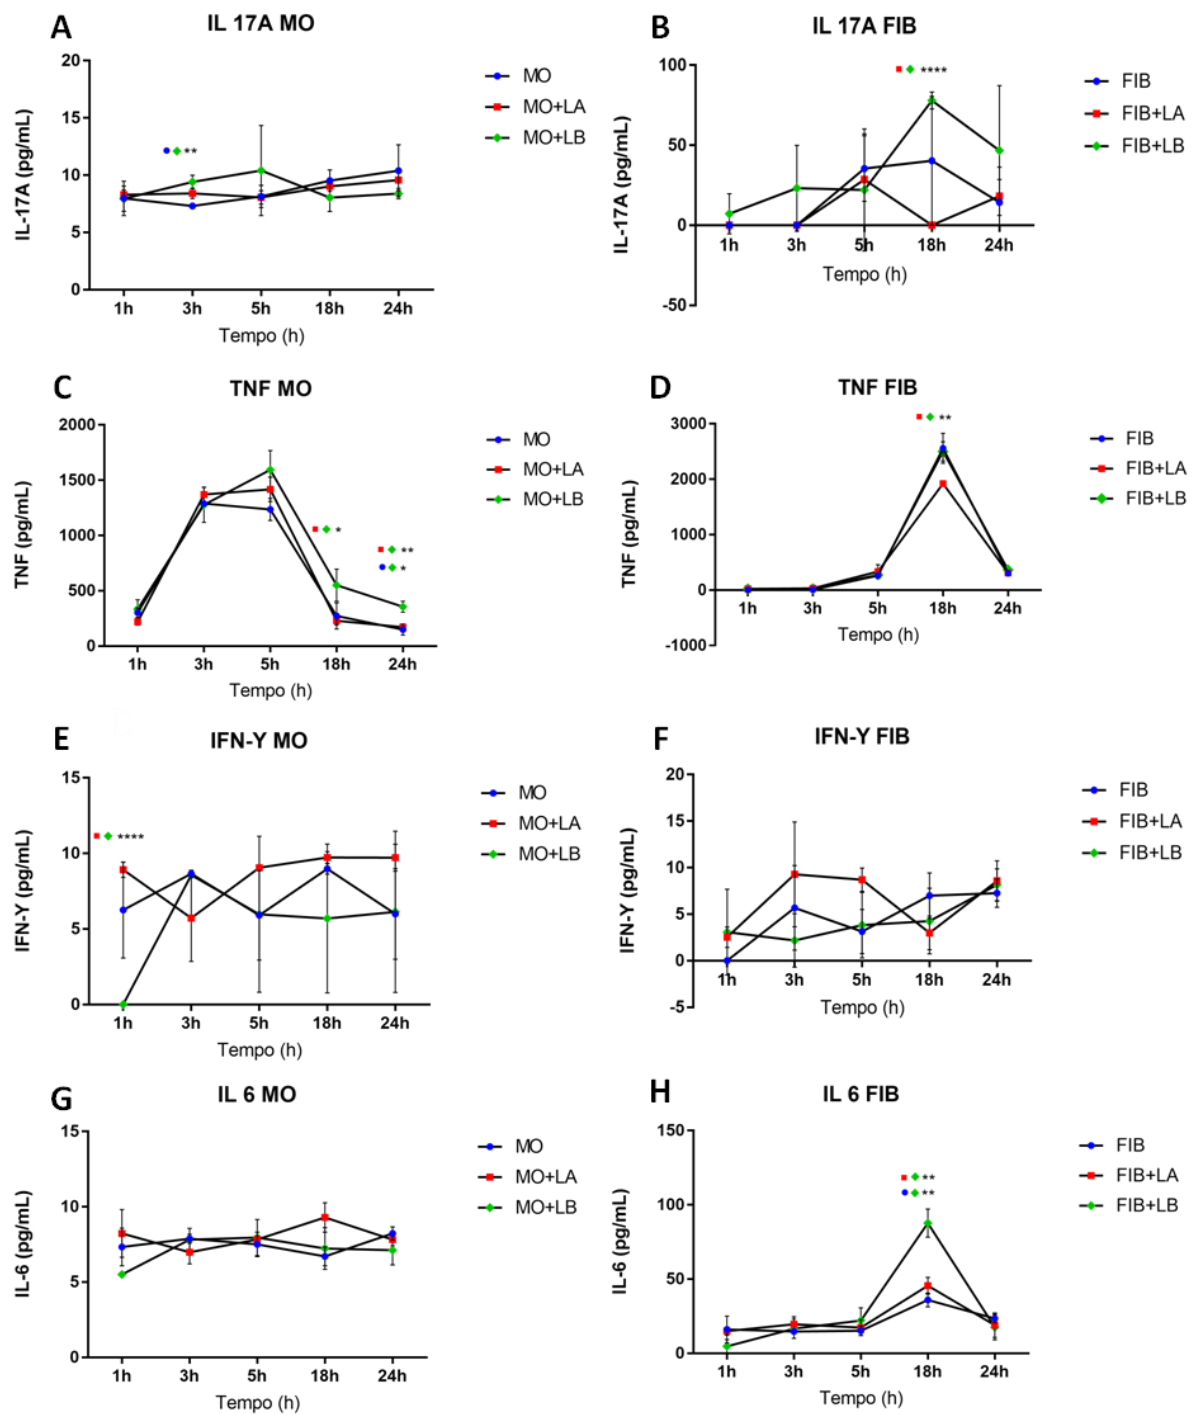 A
IL 17A MO
IL-17A (pg/mL)
20
15
10
5
0
**
1h 3h 5h 18h 24h
Tempo (h)
MO
MO+LA
MO+LB
B
IL 17A FIB
IL-17A (pg/mL)
100
50
0
-50
****
1h 3h 5h 18h 24h
Tempo (h)
FIB
FIB+LA
FIB+LB
C
TNF MO
TNF (pg/mL)
2000
1500
1000
500
0
*
**
*
1h 3h 5h 18h 24h
Tempo (h)
MO
MO+LA
MO+LB
D
TNF FIB
TNF (pg/mL)
3000
2000
1000
0
-1000
**
1h 3h 5h 18h 24h
Tempo (h)
FIB
FIB+LA
FIB+LB
E
IFN-Y MO
IFN-Y (pg/mL)
15
10
5
0
****
1h 3h 5h 18h 24h
Tempo (h)
MO
MO+LA
MO+LB
F
IFN-Y FIB
IFN-Y (pg/mL)
20
15
10
5
0
-5
1h 3h 5h 18h 24h
Tempo (h)
FIB
FIB+LA
FIB+LB
G
IL 6 MO
IL-6 (pg/mL)
15
10
5
0
1h 3h 5h 18h 24h
Tempo (h)
MO
MO+LA
MO+LB
H
IL 6 FIB
IL-6 (pg/mL)
150
100
50
0
**
**
1h 3h 5h 18h 24h
Tempo (h)
FIB
FIB+LA
FIB+LB